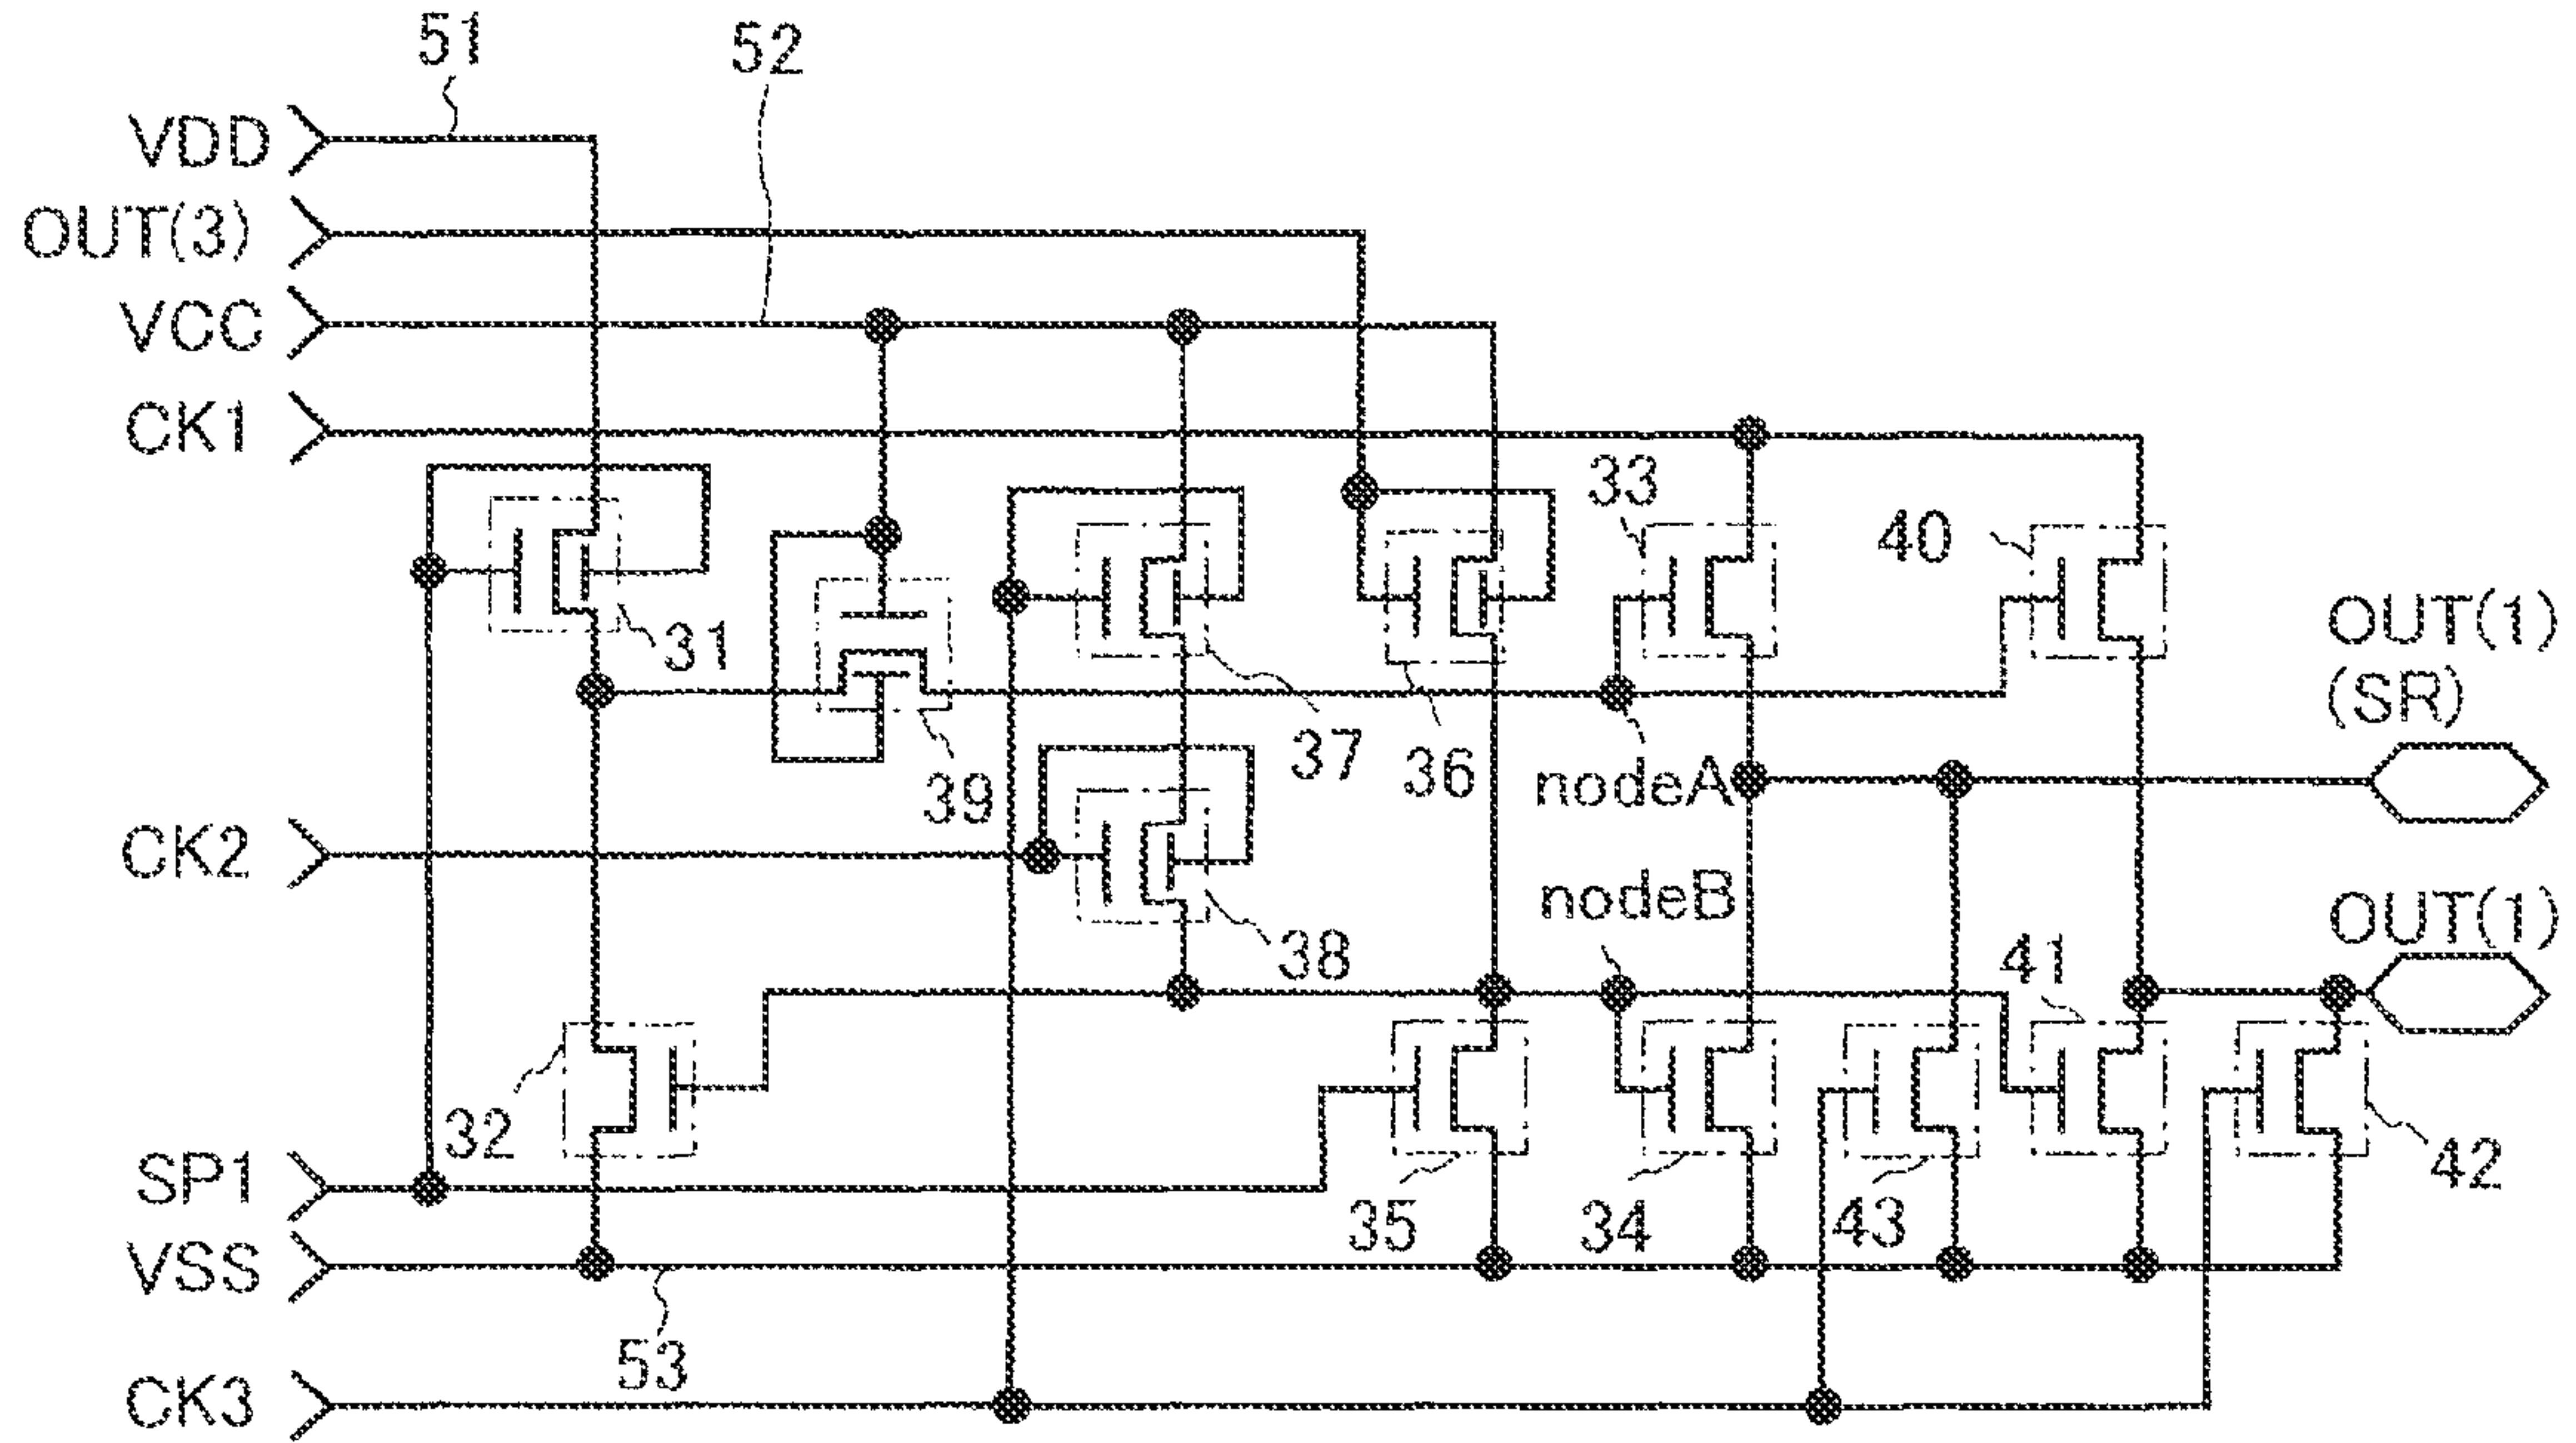 51
52
VDD
OUT(3)
VCC
CK1
33
40
OUT(1)
(SR)
31
37
36
39
nodeA
CK2
nodeB
OUT(1)
38
41
32
SP1
42
35
34
43
VSS
53
CK3